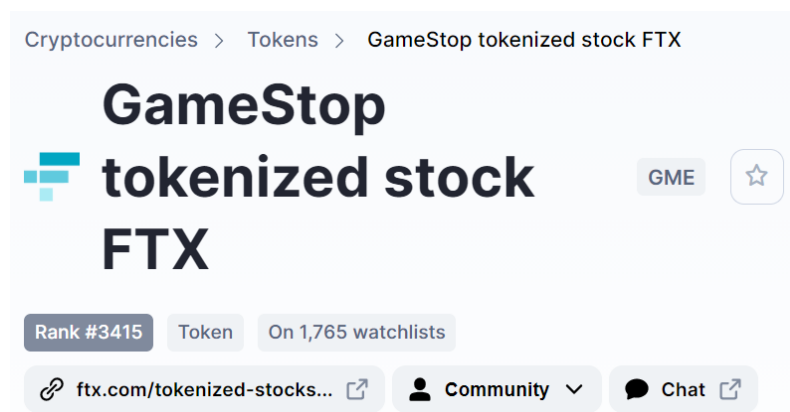 Cryptocurrencies > Tokens > GameStop tokenized stock FTX
GameStop
tokenized stock
FTX
GME
Rank #3415 Token On 1,765 watchlists
ftx.com/tokenized-stocks... Community Chat